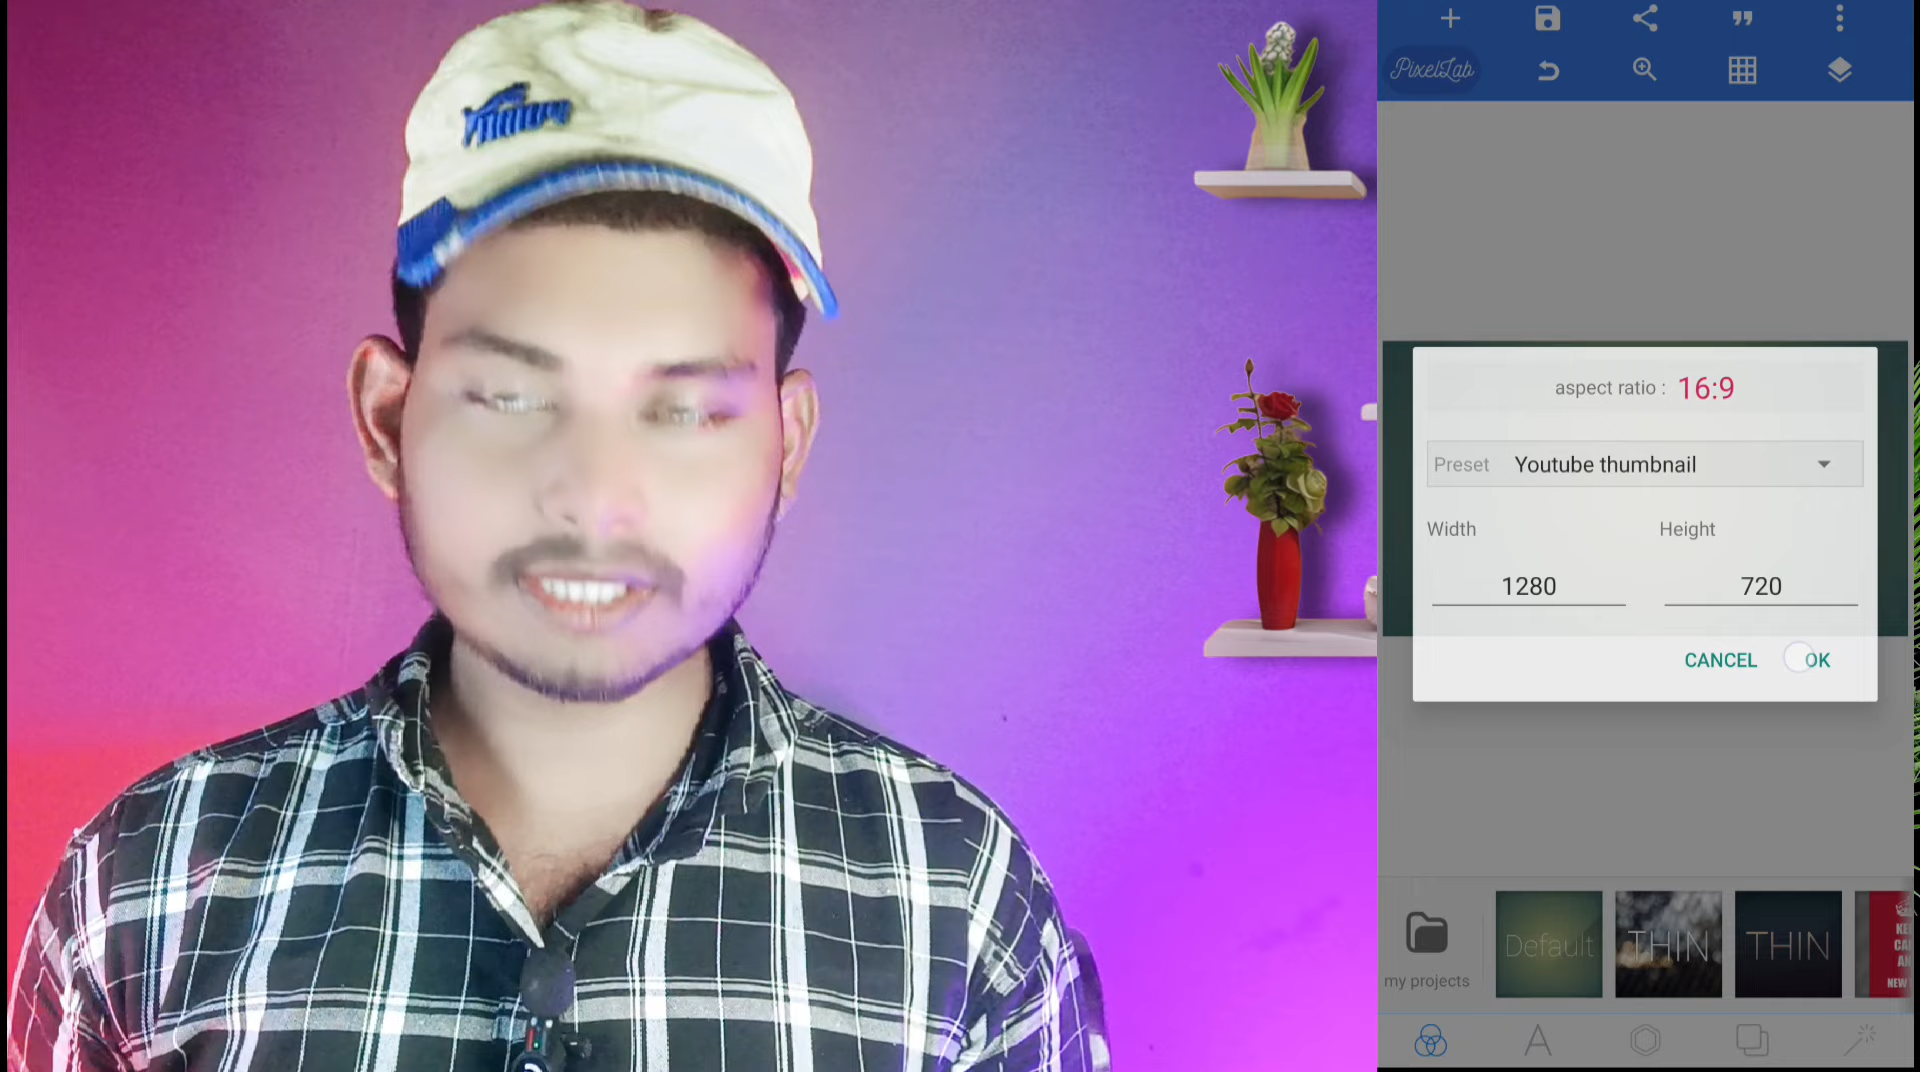 PixelLab
aspect ratio : 16:9
Preset Youtube thumbnail
Width Height
1280 720
CANCEL OK
my projects
Default
THIN
THIN
NEW